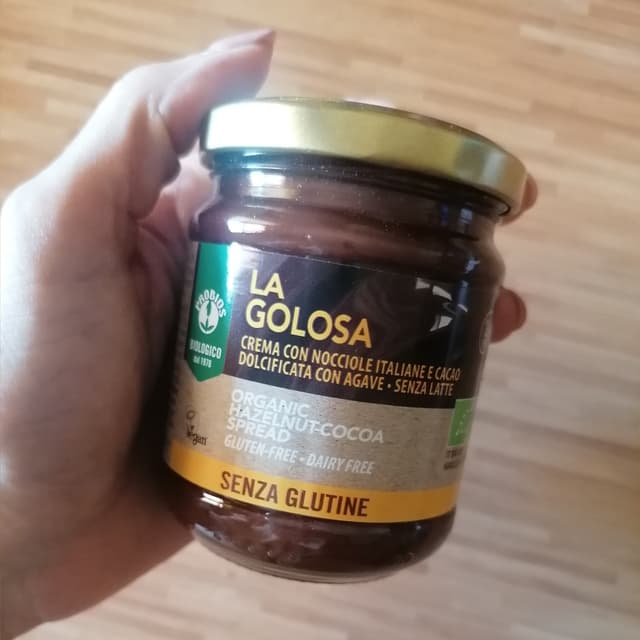 PROBIOS
BIOLOGICO
dal 1978
LA
GOLOSA
CREMA CON NOCCIOLE ITALIANE E CACAO
DOLCIFICATA CON AGAVE • SENZA LATTE
ORGANIC
HAZELNUT-COCOA
SPREAD
GLUTEN-FREE • DAIRY FREE
Vegan
SENZA GLUTINE